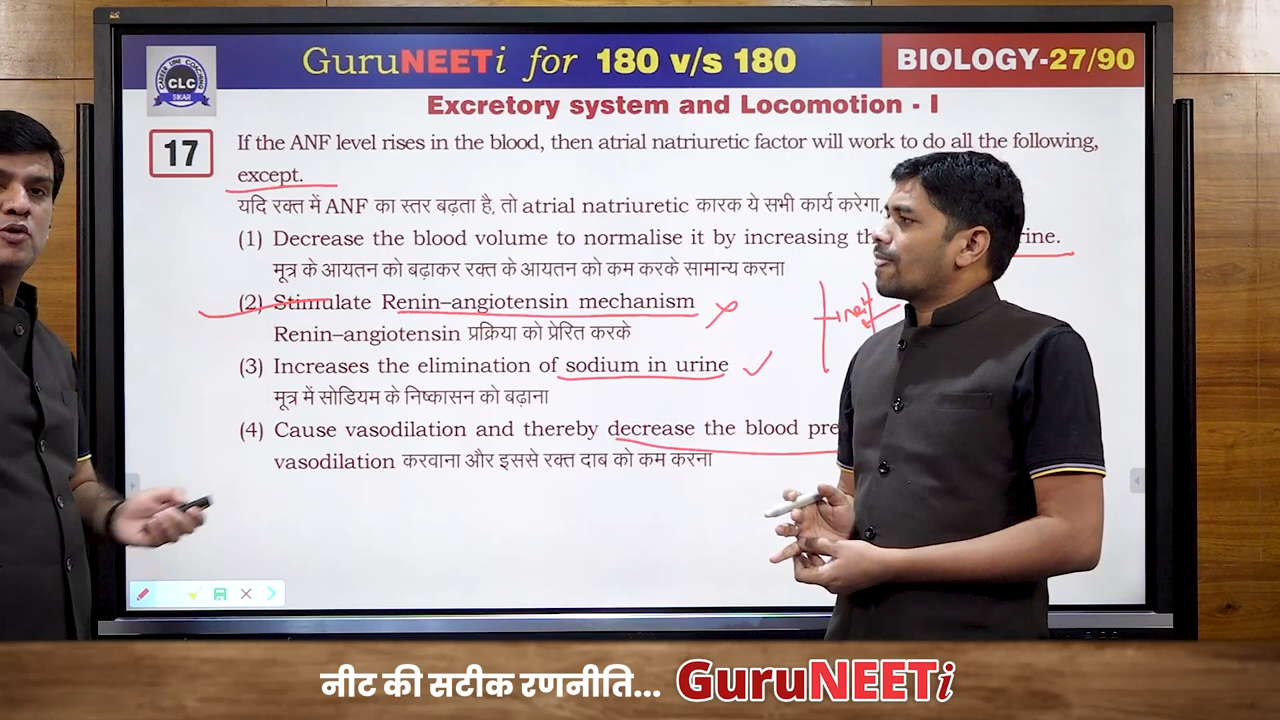 GuruNEETi for 180 v/s 180
BIOLOGY-27/90
CAREER LINE COACHING
CLC
SIKAR
Excretory system and Locomotion - I
17
If the ANF level rises in the blood, then atrial natriuretic factor will work to do all the following,
except.
यदि रक्त में ANF का स्तर बढ़ता है, तो atrial natriuretic कारक ये सभी कार्य करेगा,
(1) Decrease the blood volume to normalise it by increasing
मूत्र के आयतन को बढ़ाकर रक्त के आयतन को कम करके सामान्य करना
(2) Stimulate Renin–angiotensin mechanism
Renin–angiotensin प्रक्रिया को प्रेरित करके
(3) Increases the elimination of sodium in urine
मूत्र में सोडियम के निष्कासन को बढ़ाना
(4) Cause vasodilation and thereby decrease the blood pre
vasodilation करवाना और इससे रक्त दाब को कम करना
नीट की सटीक रणनीति... GuruNEETi